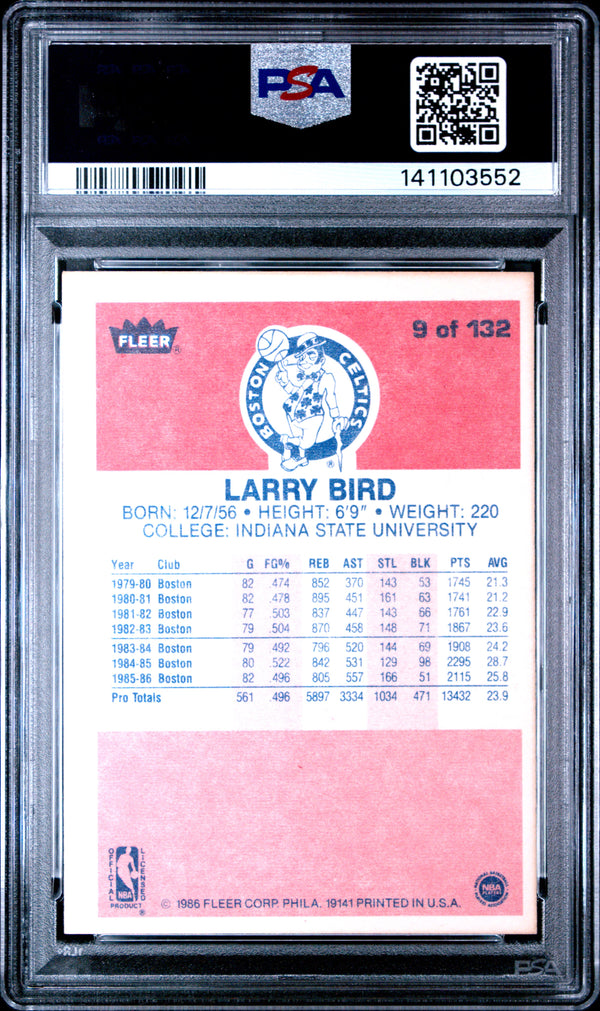 PSA
141103552
FLEER®
9 of 132
BOSTON CELTICS
®
LARRY BIRD
BORN: 12/7/56 • HEIGHT: 6'9" • WEIGHT: 220
COLLEGE: INDIANA STATE UNIVERSITY
Year Club G FG% REB AST STL BLK PTS AVG
1979-80 Boston 82 .474 852 370 143 53 1745 21.3
1980-81 Boston 82 .478 895 451 161 63 1741 21.2
1981-82 Boston 77 .503 837 447 143 66 1761 22.9
1982-83 Boston 79 .504 870 458 148 71 1867 23.6
1983-84 Boston 79 .492 796 520 144 69 1908 24.2
1984-85 Boston 80 .522 842 531 129 98 2295 28.7
1985-86 Boston 82 .496 805 557 166 51 2115 25.8
Pro Totals 561 .496 5897 3334 1034 471 13432 23.9
OFFICIAL LICENSED
NBA
PRODUCT®
NBA
PLAYERS
© 1986 FLEER CORP. PHILA. 19141 PRINTED IN U.S.A.
PSA